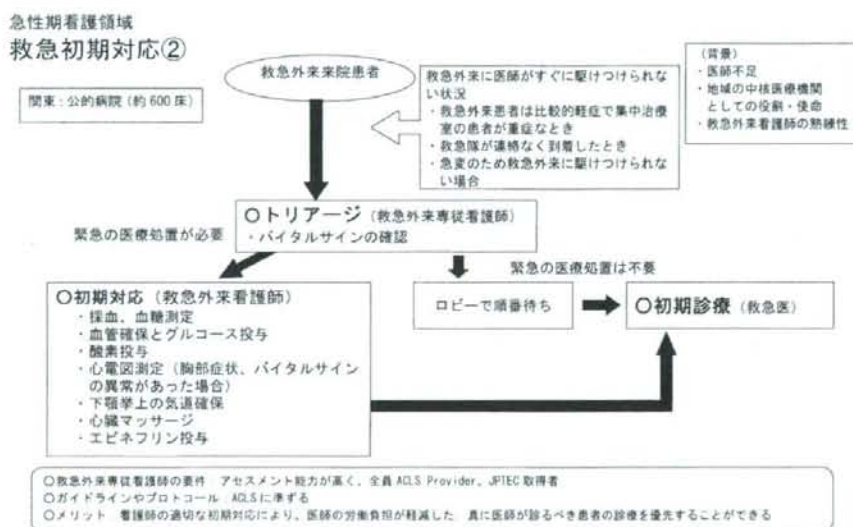 急性期看護領域
救急初期対応②
関東：公的病院（約600床）
救急外来来院患者
救急外来に医師がすぐに駆けつけられな
い状況
・救急外来患者は比較的軽症で集中治療
室の患者が重症なとき
・救急隊が連絡なく到着したとき
・急変のため救急外来に駆けつけられな
い場合
（背景）
・医師不足
・地域の中核医療機関
としての役割・使命
・救急外来看護師の熟練性
〇トリアージ（救急外来専従看護師）
・バイタルサインの確認
緊急の医療処置が必要
緊急の医療処置は不要
〇初期対応（救急外来看護師）
・採血、血糖測定
・血管確保とグルコース投与
・酸素投与
・心電図測定（胸部症状、バイタルサイン
の異常があった場合）
・下顎挙上の気道確保
・心臓マッサージ
・エピネフリン投与
ロビーで順番待ち
〇初期診療（救急医）
〇救急外来専従看護師の要件　アセスメント能力が高く、全員ACLS Provider、JPTEC取得者
〇ガイドラインやプロトコール　ACLSに準ずる
〇メリット　看護師の適切な初期対応により、医師の労働負担が軽減した　真に医師が診るべき患者の診療を優先することができる